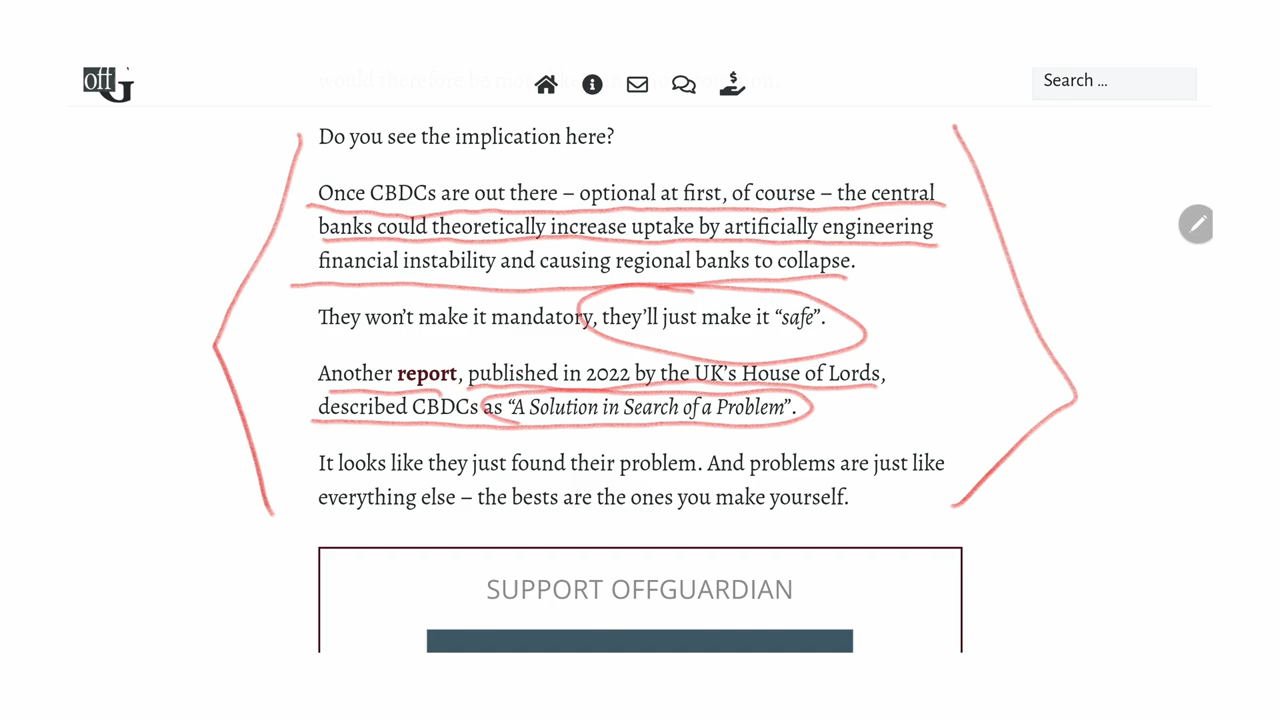 off G
Search ...
Do you see the implication here?
Once CBDCs are out there – optional at first, of course – the central
banks could theoretically increase uptake by artificially engineering
financial instability and causing regional banks to collapse.
They won’t make it mandatory, they’ll just make it “safe”.
Another report, published in 2022 by the UK’s House of Lords,
described CBDCs as “A Solution in Search of a Problem”.
It looks like they just found their problem. And problems are just like
everything else – the bests are the ones you make yourself.
SUPPORT OFFGUARDIAN